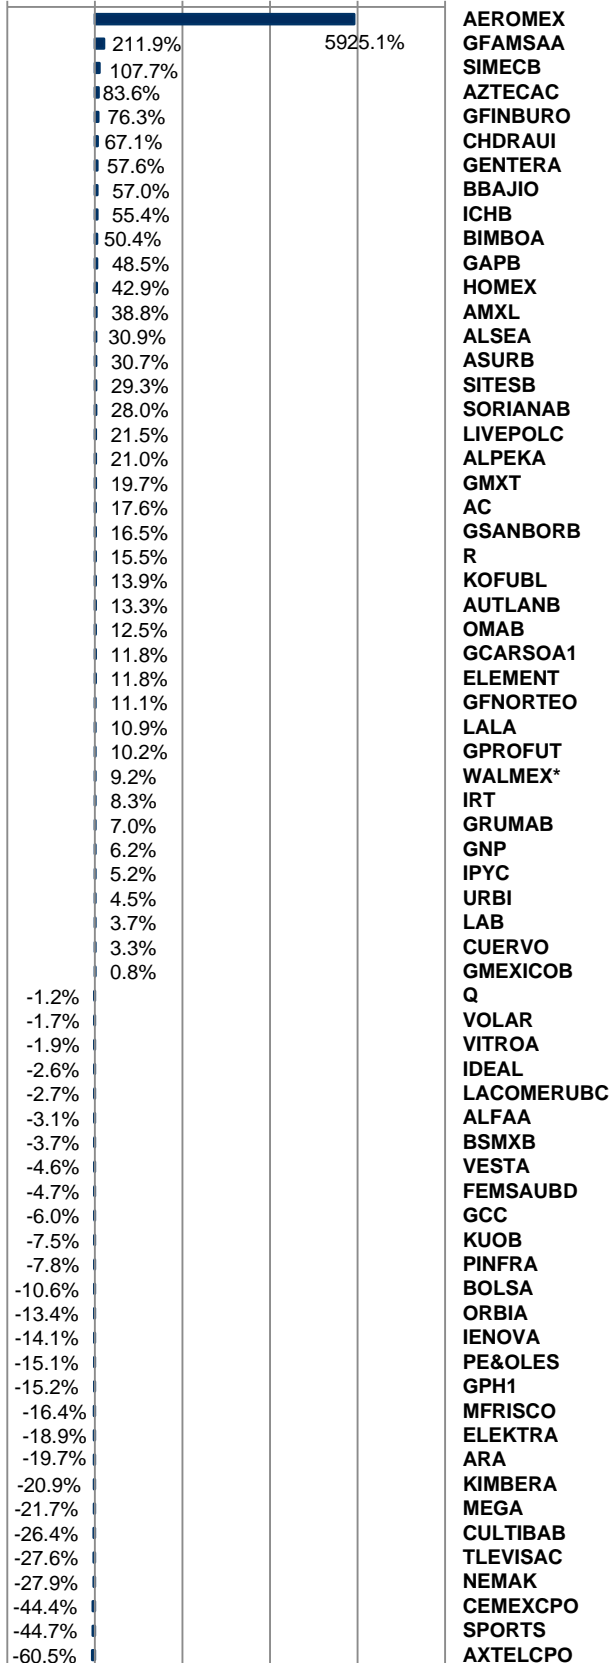 AEROMEX
211.9% 5925.1% GFAMSAA
107.7% SIMECB
83.6% AZTECAC
76.3% GFINBURO
67.1% CHDRAUI
57.6% GENTERA
57.0% BBAJIO
55.4% ICHB
50.4% BIMBOA
48.5% GAPB
42.9% HOMEX
38.8% AMXL
30.9% ALSEA
30.7% ASURB
29.3% SITESB
28.0% SORIANAB
21.5% LIVEPOLC
21.0% ALPEKA
19.7% GMXT
17.6% AC
16.5% GSANBORB
15.5% R
13.9% KOFUBL
13.3% AUTLANB
12.5% OMAB
11.8% GCARSOA1
11.8% ELEMENT
11.1% GFNORTEO
10.9% LALA
10.2% GPROFUT
9.2% WALMEX*
8.3% IRT
7.0% GRUMAB
6.2% GNP
5.2% IPYC
4.5% URBI
3.7% LAB
3.3% CUERVO
0.8% GMEXICOB
-1.2% Q
-1.7% VOLAR
-1.9% VITROA
-2.6% IDEAL
-2.7% LACOMERUBC
-3.1% ALFAA
-3.7% BSMXB
-4.6% VESTA
-4.7% FEMSAUBD
-6.0% GCC
-7.5% KUOB
-7.8% PINFRA
-10.6% BOLSA
-13.4% ORBIA
-14.1% IENOVA
-15.1% PE&OLES
-15.2% GPH1
-16.4% MFRISCO
-18.9% ELEKTRA
-19.7% ARA
-20.9% KIMBERA
-21.7% MEGA
-26.4% CULTIBAB
-27.6% TLEVISAC
-27.9% NEMAK
-44.4% CEMEXCPO
-44.7% SPORTS
-60.5% AXTELCPO